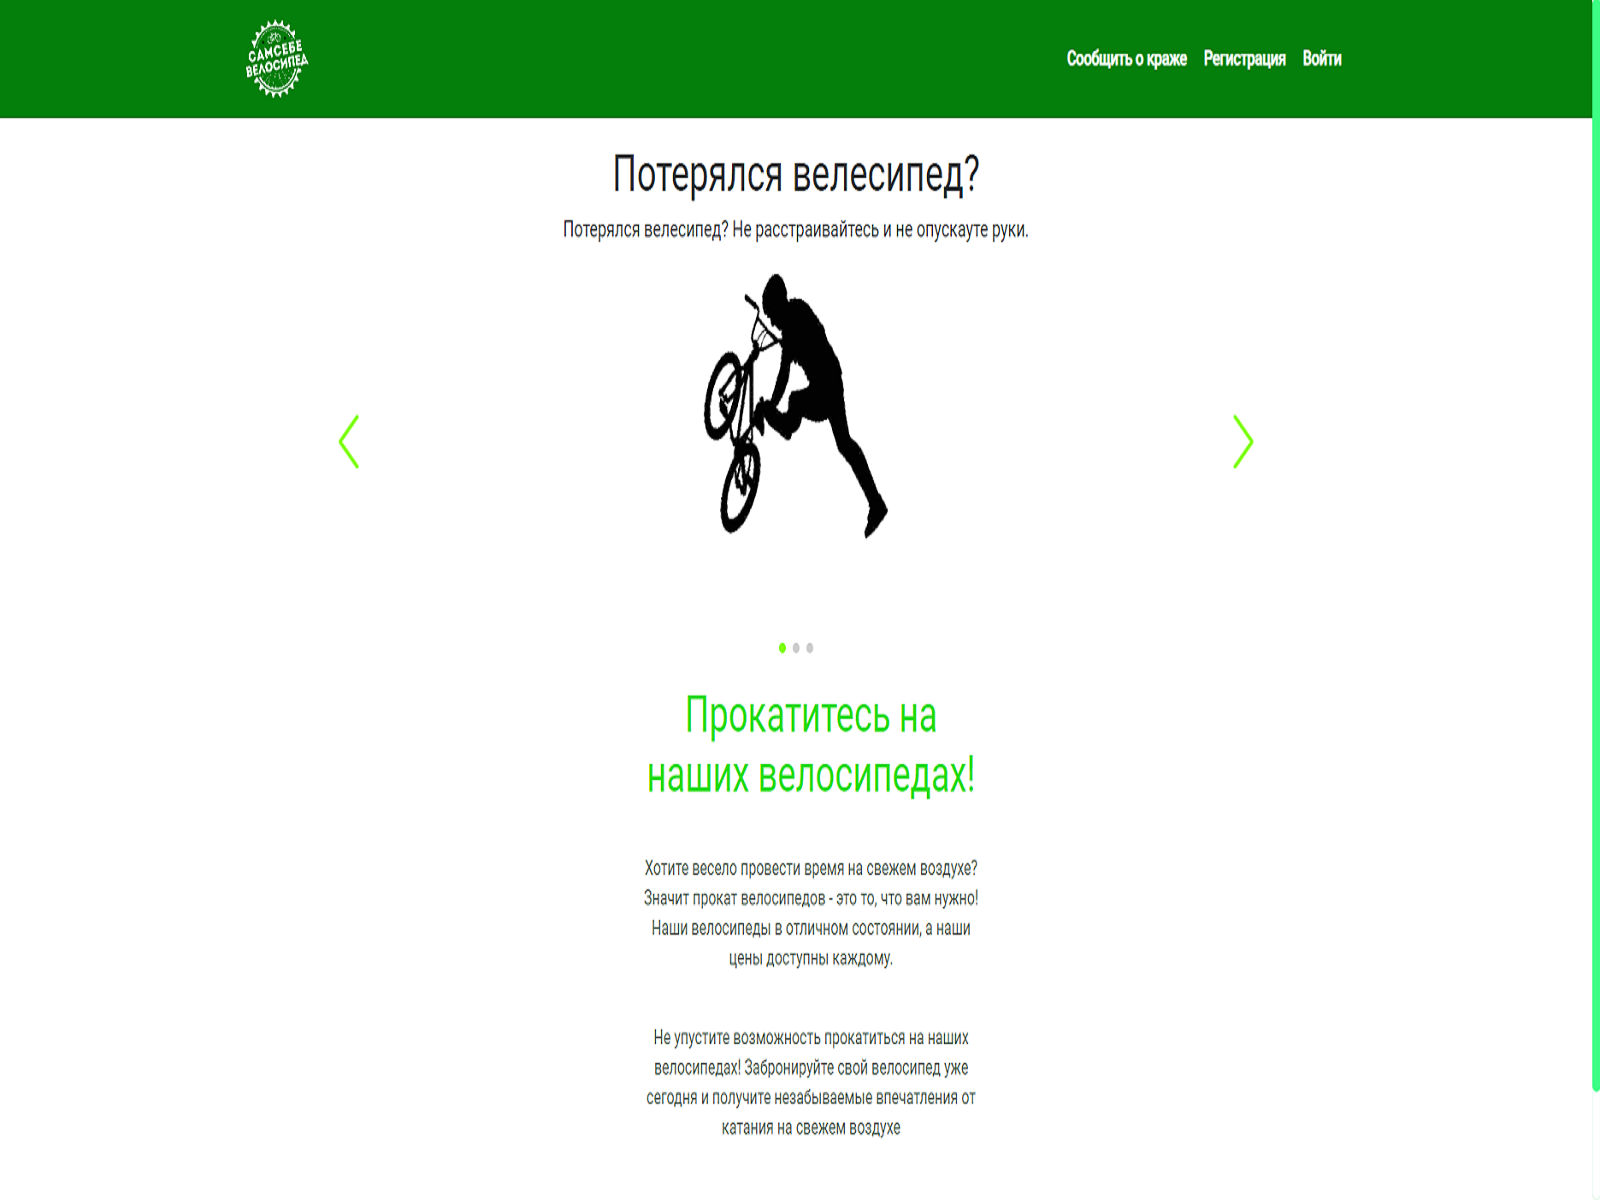 САМСЕБЕ
ВЕЛОСИПЕД
Сообщить о краже Регистрация Войти
Потерялся велесипед?
Потерялся велесипед? Не расстраивайтесь и не опускауте руки.
Прокатитесь на
наших велосипедах!
Хотите весело провести время на свежем воздухе?
Значит прокат велосипедов - это то, что вам нужно!
Наши велосипеды в отличном состоянии, а наши
цены доступны каждому.
Не упустите возможность прокатиться на наших
велосипедах! Забронируйте свой велосипед уже
сегодня и получите незабываемые впечатления от
катания на свежем воздухе